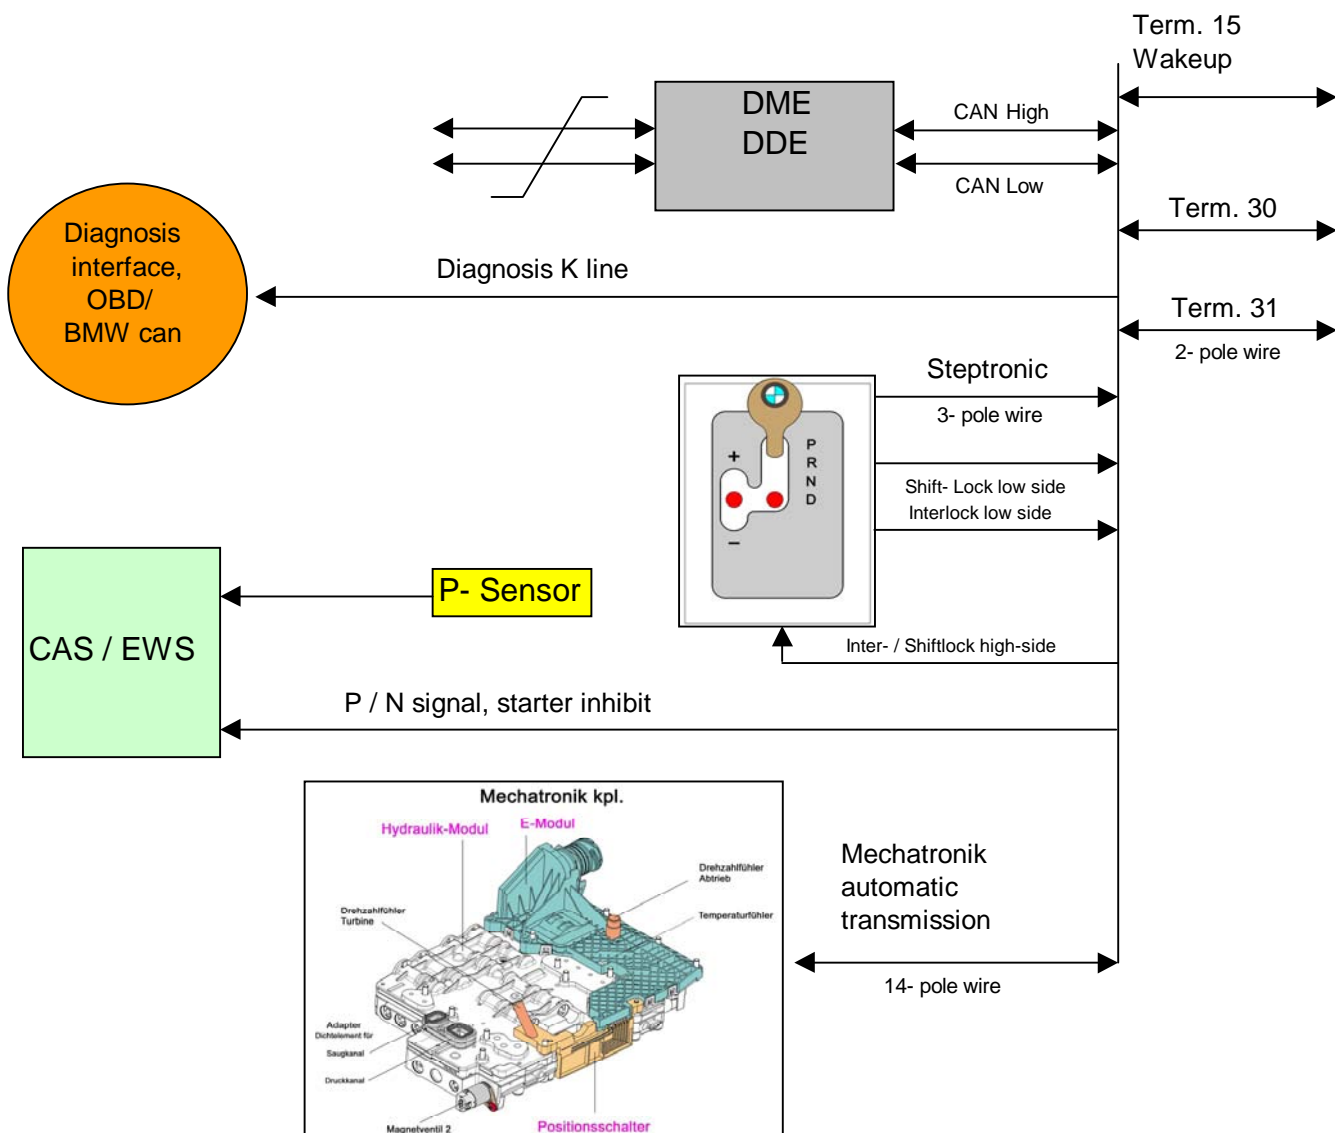 Term. 15
Wakeup
DME
DDE
CAN High
CAN Low
Term. 30
Diagnosis
interface,
OBD/
BMW can
Diagnosis K line
Term. 31
2- pole wire
Steptronic
3- pole wire
P
R
N
D
+
–
Shift- Lock low side
Interlock low side
P- Sensor
CAS / EWS
Inter- / Shiftlock high-side
P / N signal, starter inhibit
Mechatronik kpl.
Hydraulik-Modul
E-Modul
Drehzahlfühler
Abtrieb
Drehzahlfühler
Turbine
Temperaturfühler
Adapter
Dichtelement für
Saugkanal
Druckkanal
Magnetventil 2
Positionsschalter
Mechatronik
automatic
transmission
14- pole wire